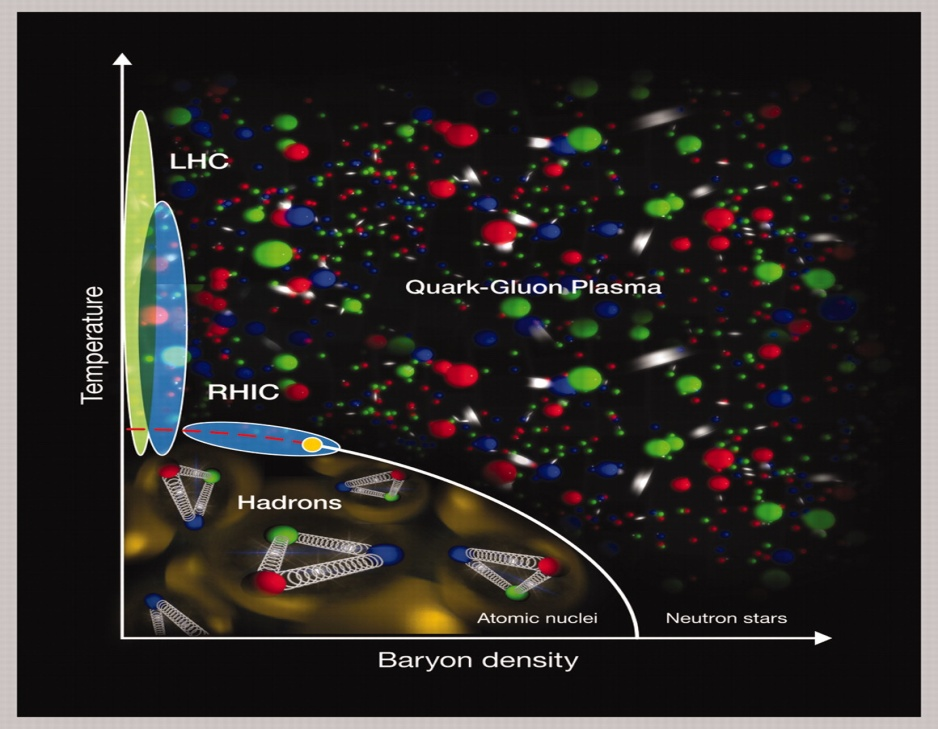 LHC
Quark-Gluon Plasma
Temperature
RHIC
Hadrons
Atomic nuclei
Neutron stars
Baryon density